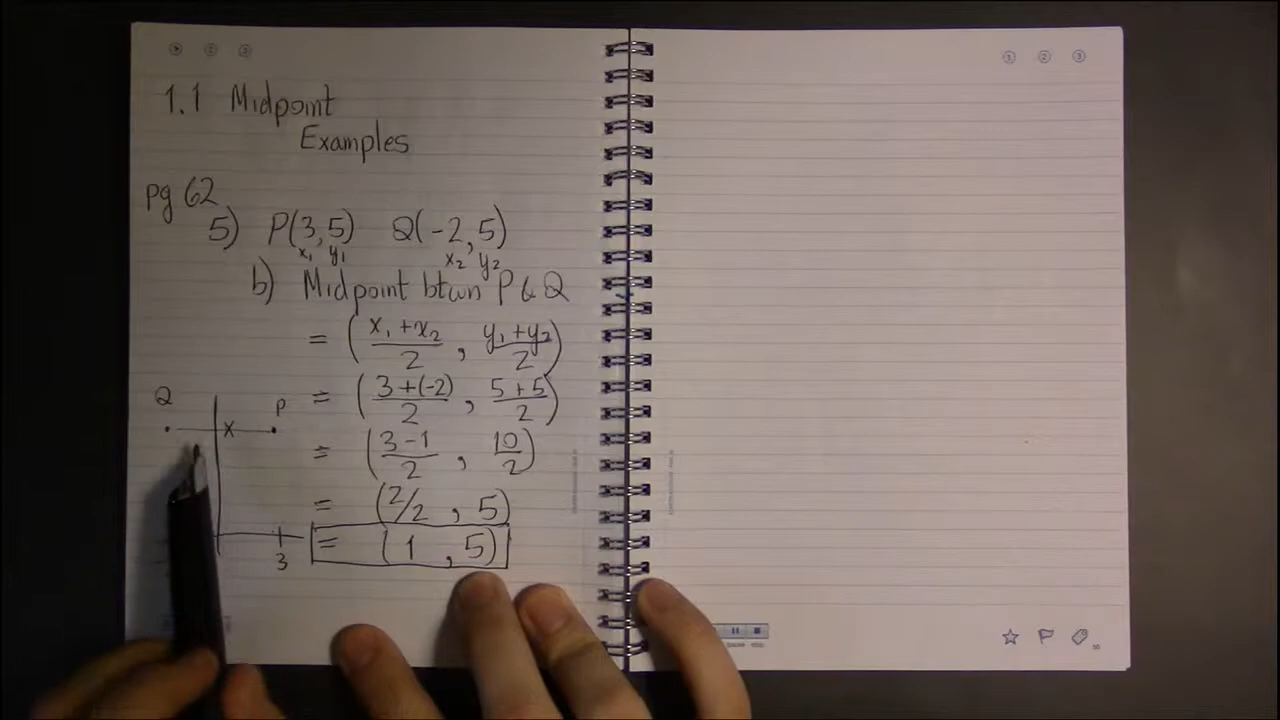 1.1 Midpoint
Examples
pg 62
5) P(3,5) Q(-2,5)
x₁ y₁ x₂ y₂
b) Midpoint btwn P & Q
= (x₁+x₂/2, y₁+y₂/2)
= (3+(-2)/2, 5+5/2)
= (3-1/2, 10/2)
= (2/2, 5)
= (1, 5)
Q
P
x
3